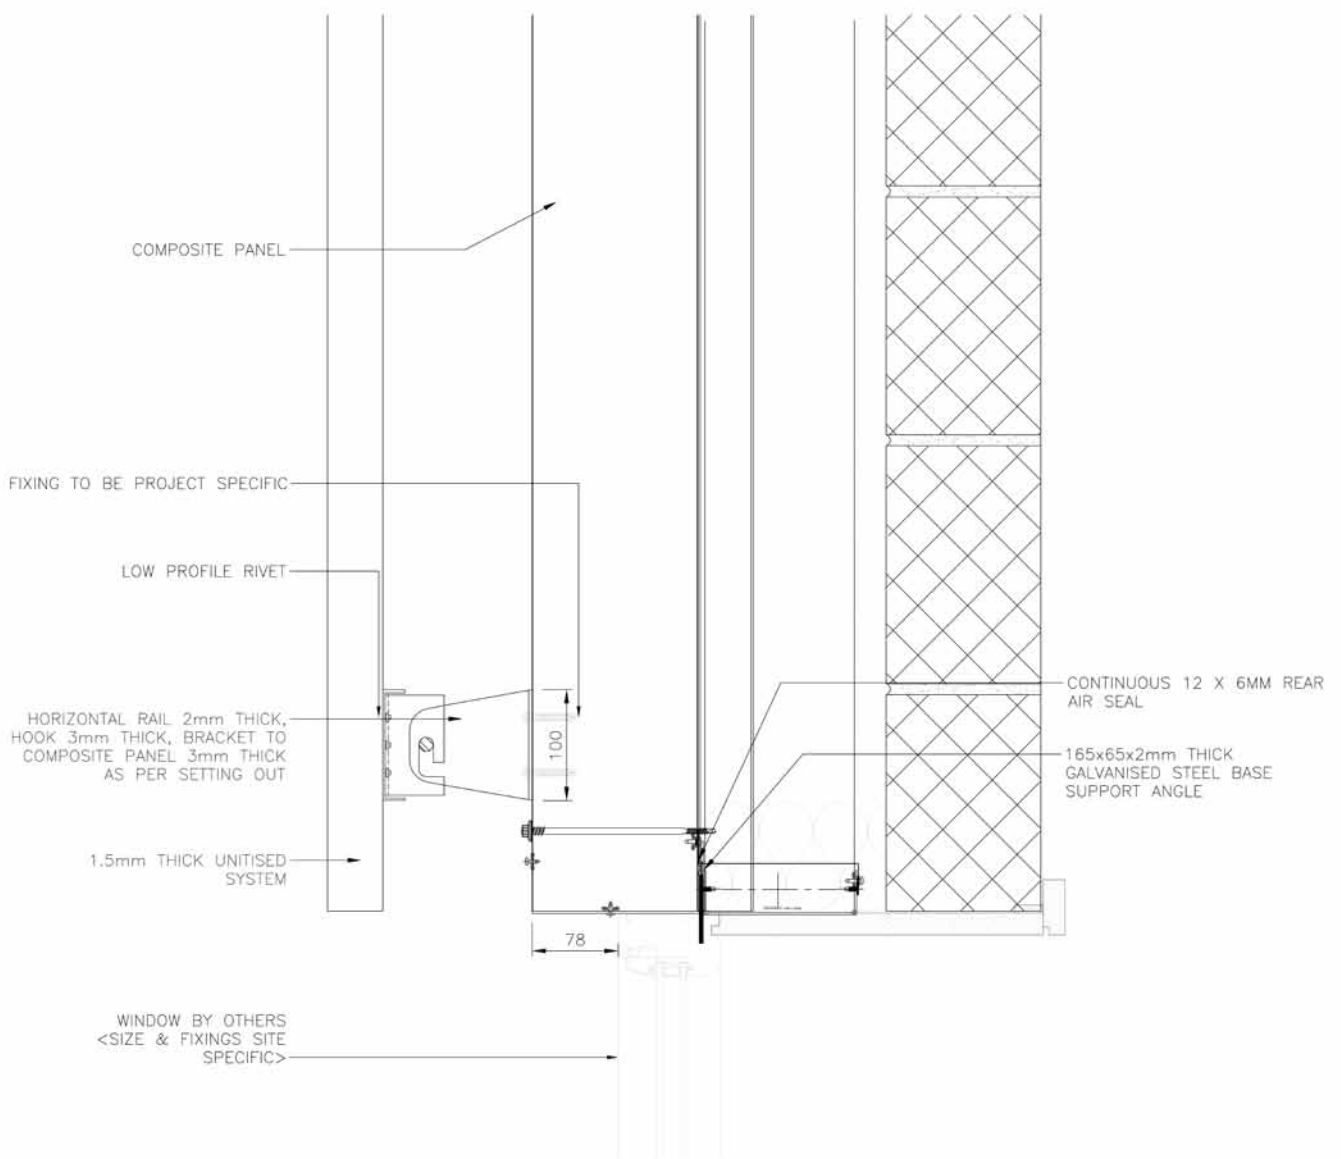 COMPOSITE PANEL
FIXING TO BE PROJECT SPECIFIC
LOW PROFILE RIVET
HORIZONTAL RAIL 2mm THICK,
HOOK 3mm THICK, BRACKET TO
COMPOSITE PANEL 3mm THICK
AS PER SETTING OUT
100
1.5mm THICK UNITISED
SYSTEM
78
WINDOW BY OTHERS
<SIZE & FIXINGS SITE
SPECIFIC>
CONTINUOUS 12 X 6MM REAR
AIR SEAL
165x65x2mm THICK
GALVANISED STEEL BASE
SUPPORT ANGLE